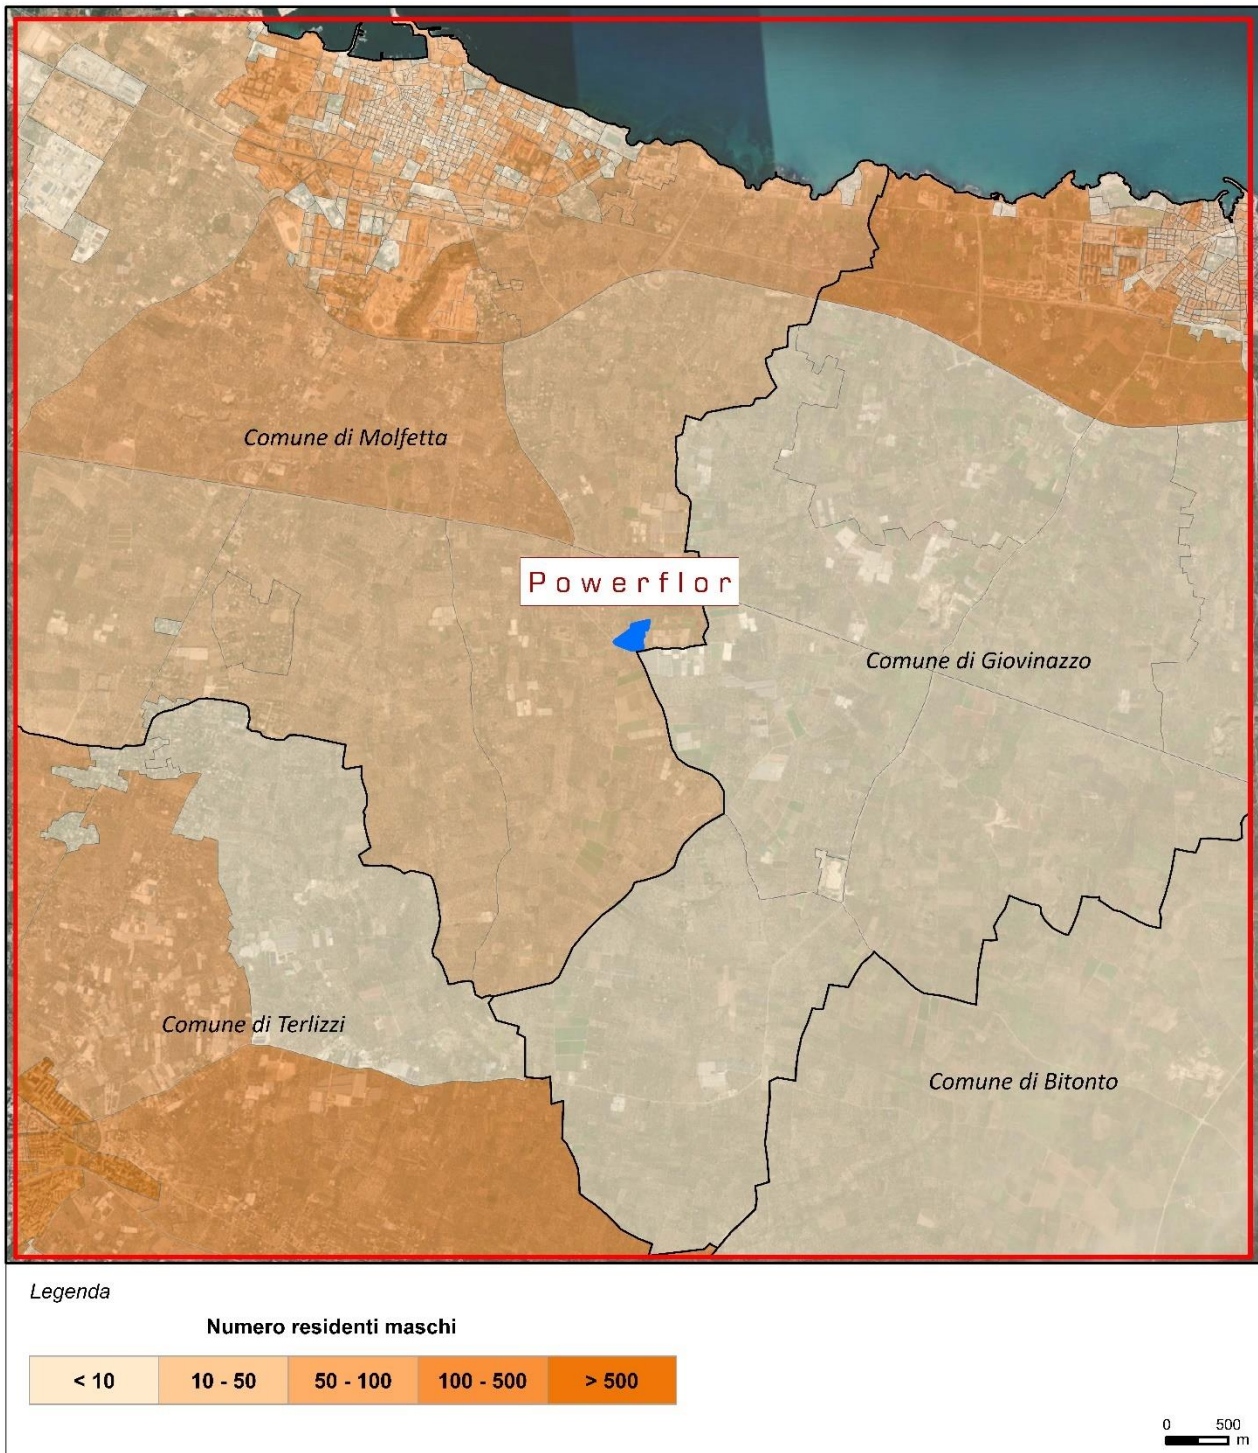 Comune di Molfetta
Powerflor
Comune di Giovinazzo
Comune di Terlizzi
Comune di Bitonto
Legenda
Numero residenti maschi
< 10
10 - 50
50 - 100
100 - 500
> 500
0 500
m